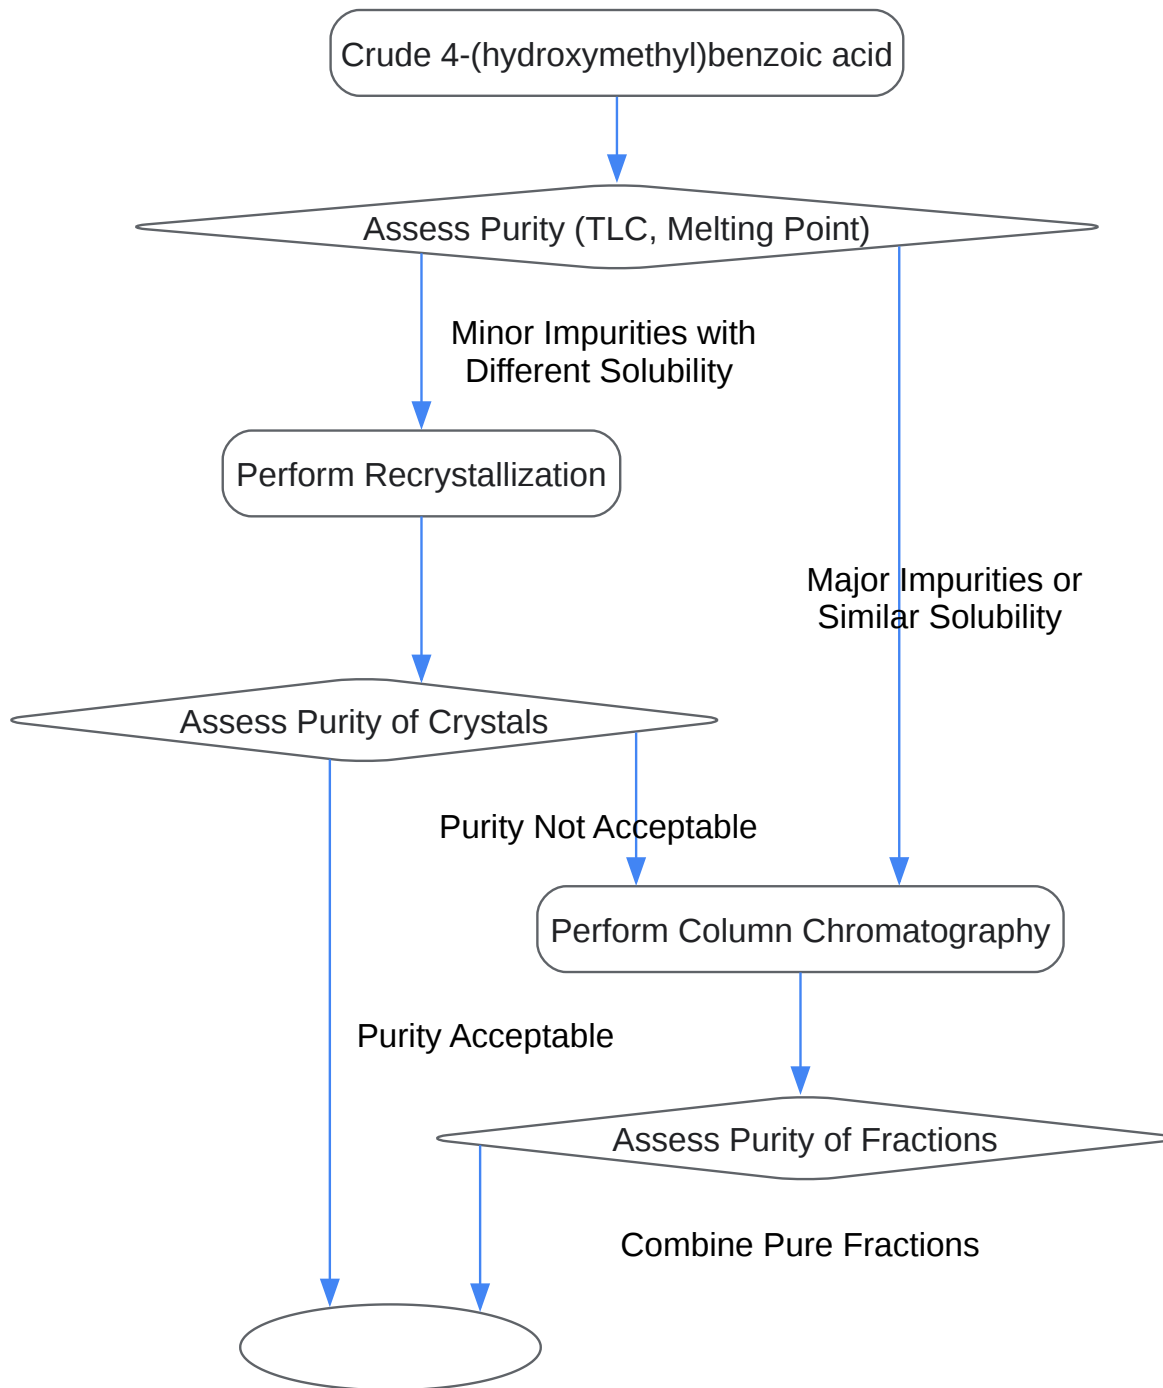 Crude 4-(hydroxymethyl)benzoic acid
Assess Purity (TLC, Melting Point)
Minor Impurities with
Different Solubility
Perform Recrystallization
Major Impurities or
Similar Solubility
Assess Purity of Crystals
Purity Not Acceptable
Perform Column Chromatography
Purity Acceptable
Assess Purity of Fractions
Combine Pure Fractions